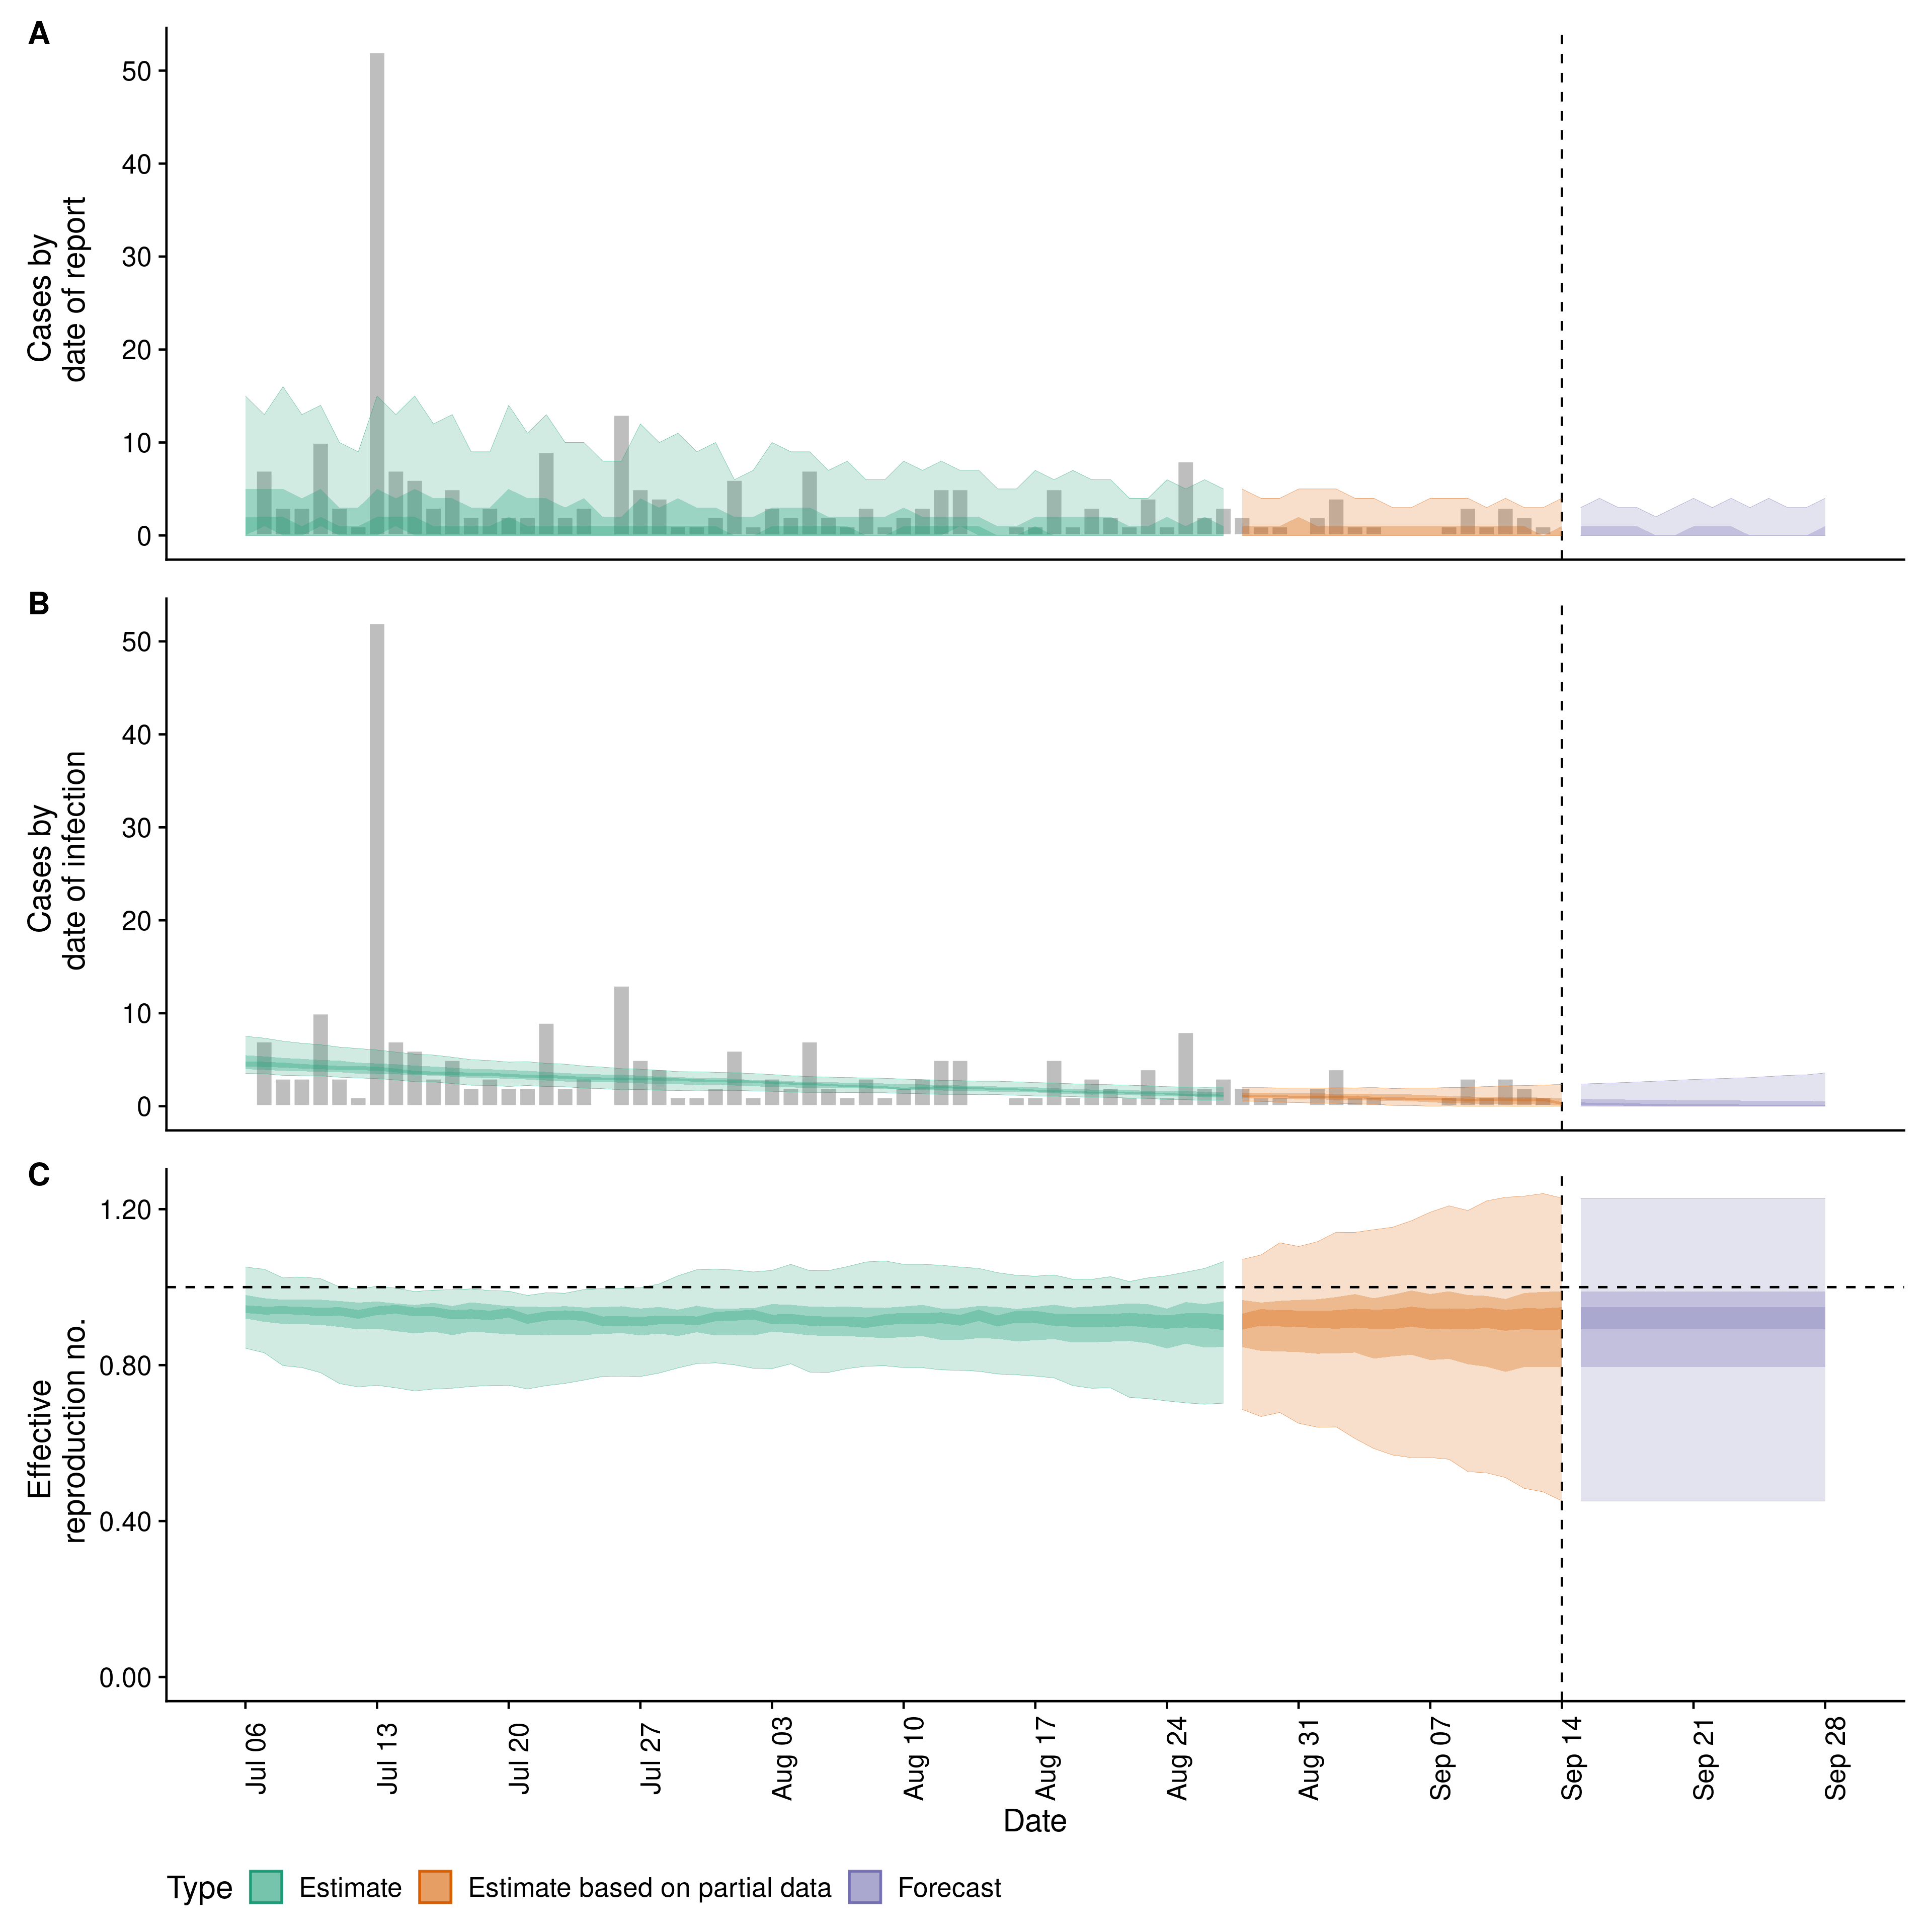 A
50
40
30
20
10
0
Cases by
date of report
B
50
40
30
20
10
0
Cases by
date of infection
C
1.20
0.80
0.40
0.00
Effective
reproduction no.
Jul 06
Jul 13
Jul 20
Jul 27
Aug 03
Aug 10
Aug 17
Aug 24
Aug 31
Sep 07
Sep 14
Sep 21
Sep 28
Date
Type Estimate Estimate based on partial data Forecast